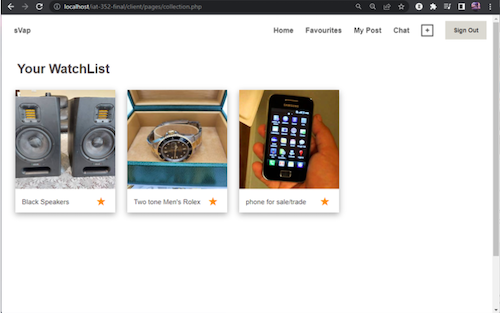 localhost/iat-352-final/client/pages/collection.php
sVap
Home Favourites My Post Chat + Sign Out
Your WatchList
Black Speakers ★ Two tone Men's Rolex ★ phone for sale/trade ★